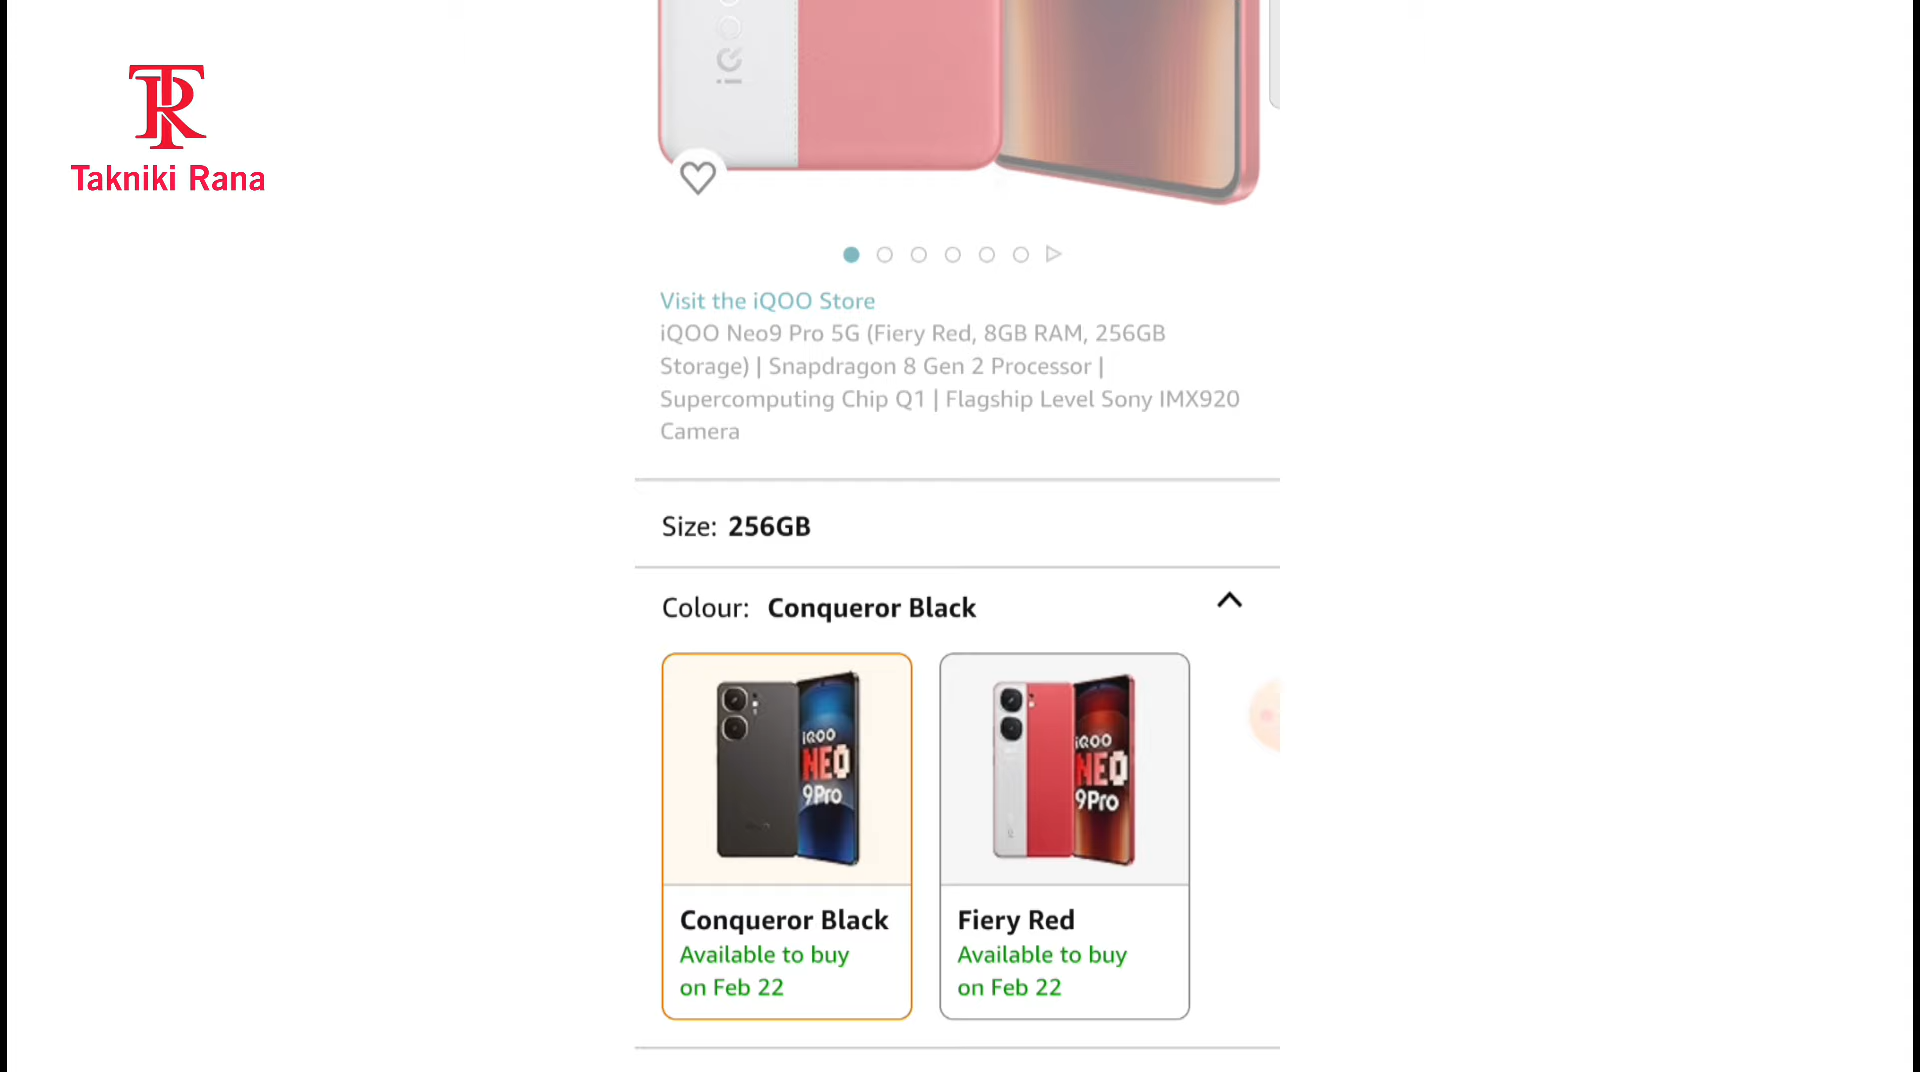 TR
Takniki Rana
iQOO
Visit the iQOO Store
iQOO Neo9 Pro 5G (Fiery Red, 8GB RAM, 256GB
Storage) | Snapdragon 8 Gen 2 Processor |
Supercomputing Chip Q1 | Flagship Level Sony IMX920
Camera
Size: 256GB
Colour: Conqueror Black
iQOO
NEO
9Pro
iQOO
NEO
9Pro
Conqueror Black
Available to buy
on Feb 22
Fiery Red
Available to buy
on Feb 22